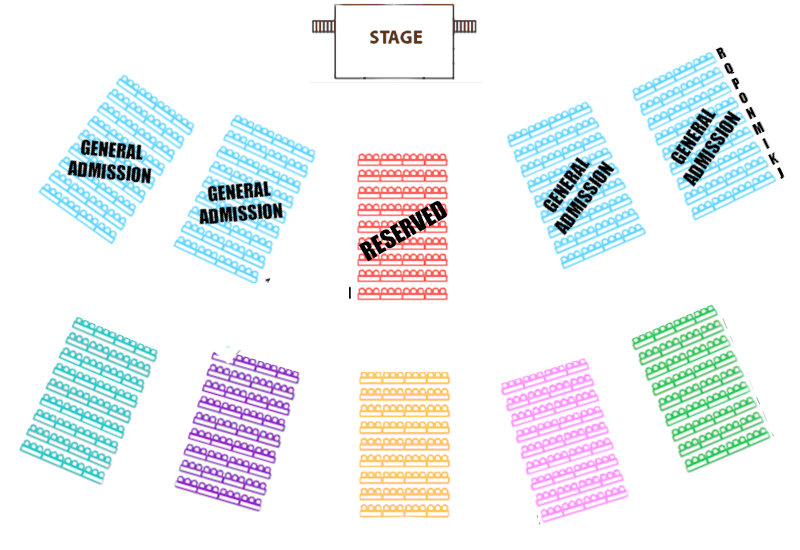 STAGE
GENERAL
ADMISSION
GENERAL
ADMISSION
RESERVED
GENERAL
ADMISSION
GENERAL
ADMISSION
R
Q
P
O
N
M
I
K
J
I